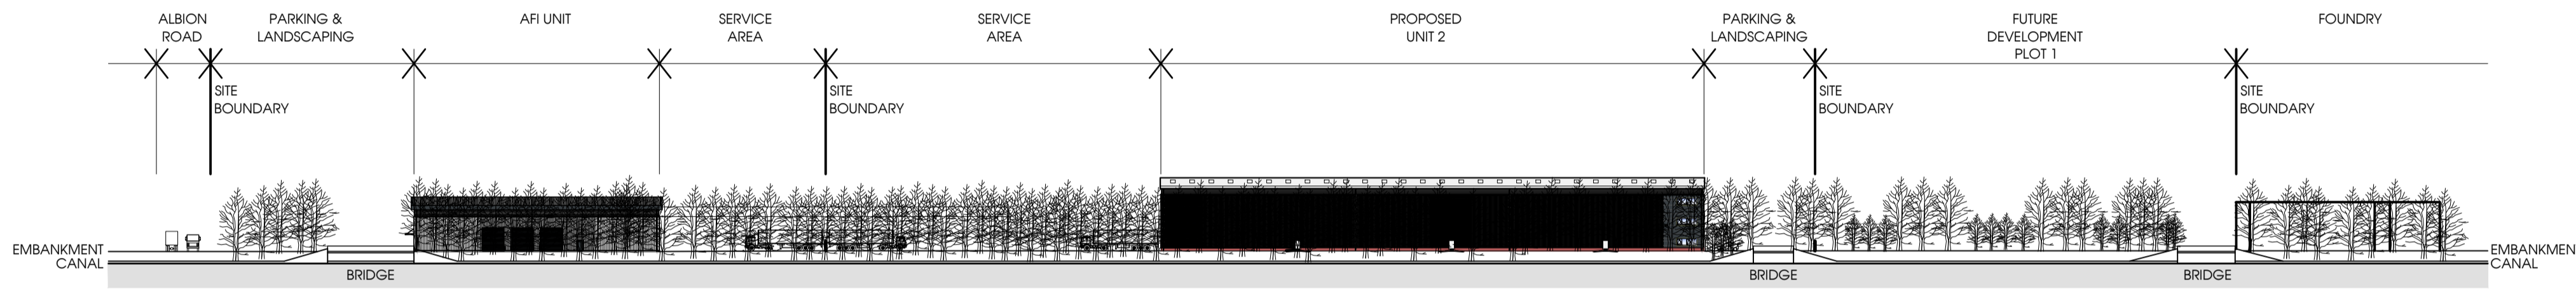 ALBION
ROAD
PARKING &
LANDSCAPING
AFI UNIT
SERVICE
AREA
SERVICE
AREA
PROPOSED
UNIT 2
PARKING &
LANDSCAPING
FUTURE
DEVELOPMENT
PLOT 1
FOUNDRY
SITE
BOUNDARY
SITE
BOUNDARY
SITE
BOUNDARY
SITE
BOUNDARY
EMBANKMENT
CANAL
BRIDGE
BRIDGE
BRIDGE
EMBANKMEN
CANAL